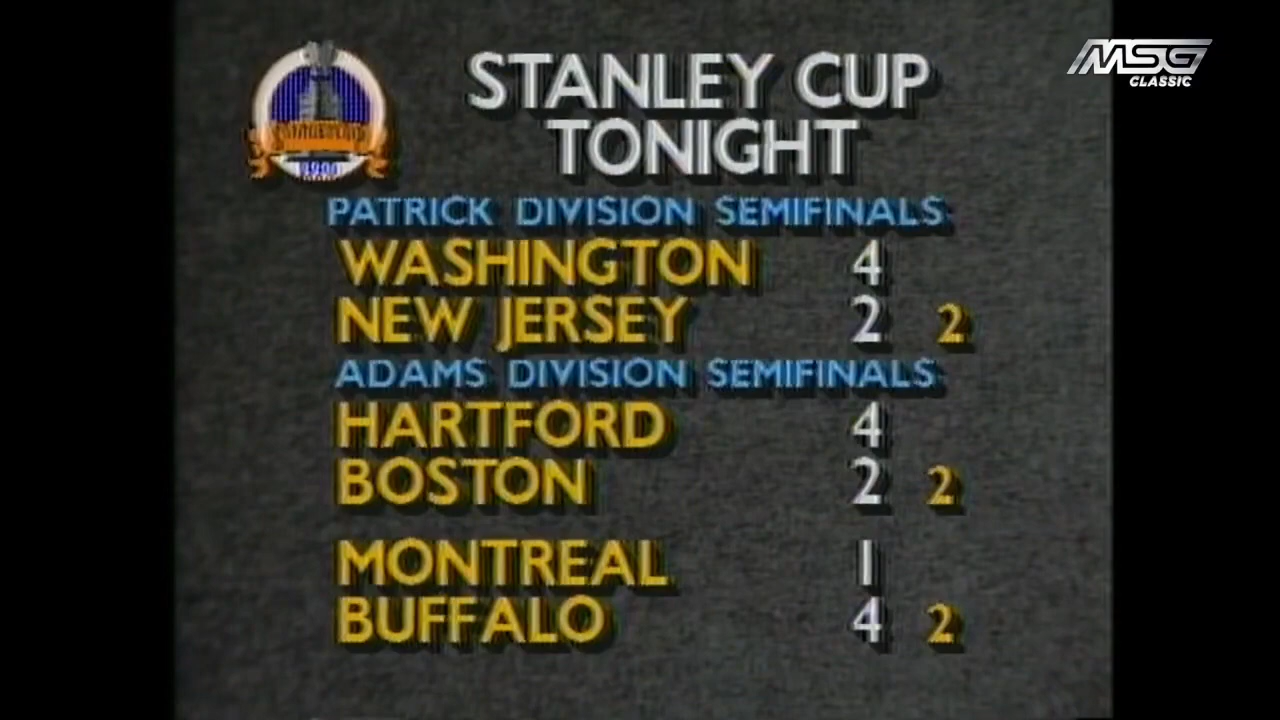 MSG
CLASSIC
STANLEY CUP
TONIGHT
PATRICK DIVISION SEMIFINALS
WASHINGTON 4
NEW JERSEY 2 2
ADAMS DIVISION SEMIFINALS
HARTFORD 4
BOSTON 2 2
MONTREAL 1
BUFFALO 4 2